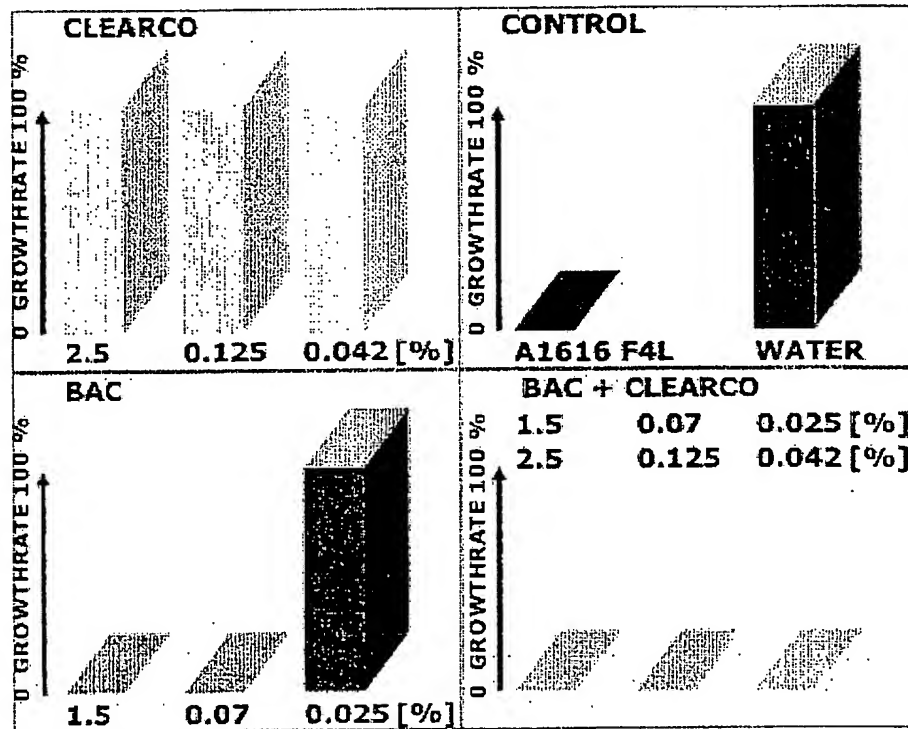 CLEARCO
0 GROWTHRATE 100 %
2.5 0.125 0.042 [%]
CONTROL
0 GROWTHRATE 100 %
A1616 F4L WATER
BAC
0 GROWTHRATE 100 %
1.5 0.07 0.025 [%]
BAC + CLEARCO
1.5 0.07 0.025 [%]
2.5 0.125 0.042 [%]
0 GROWTHRATE 100 %